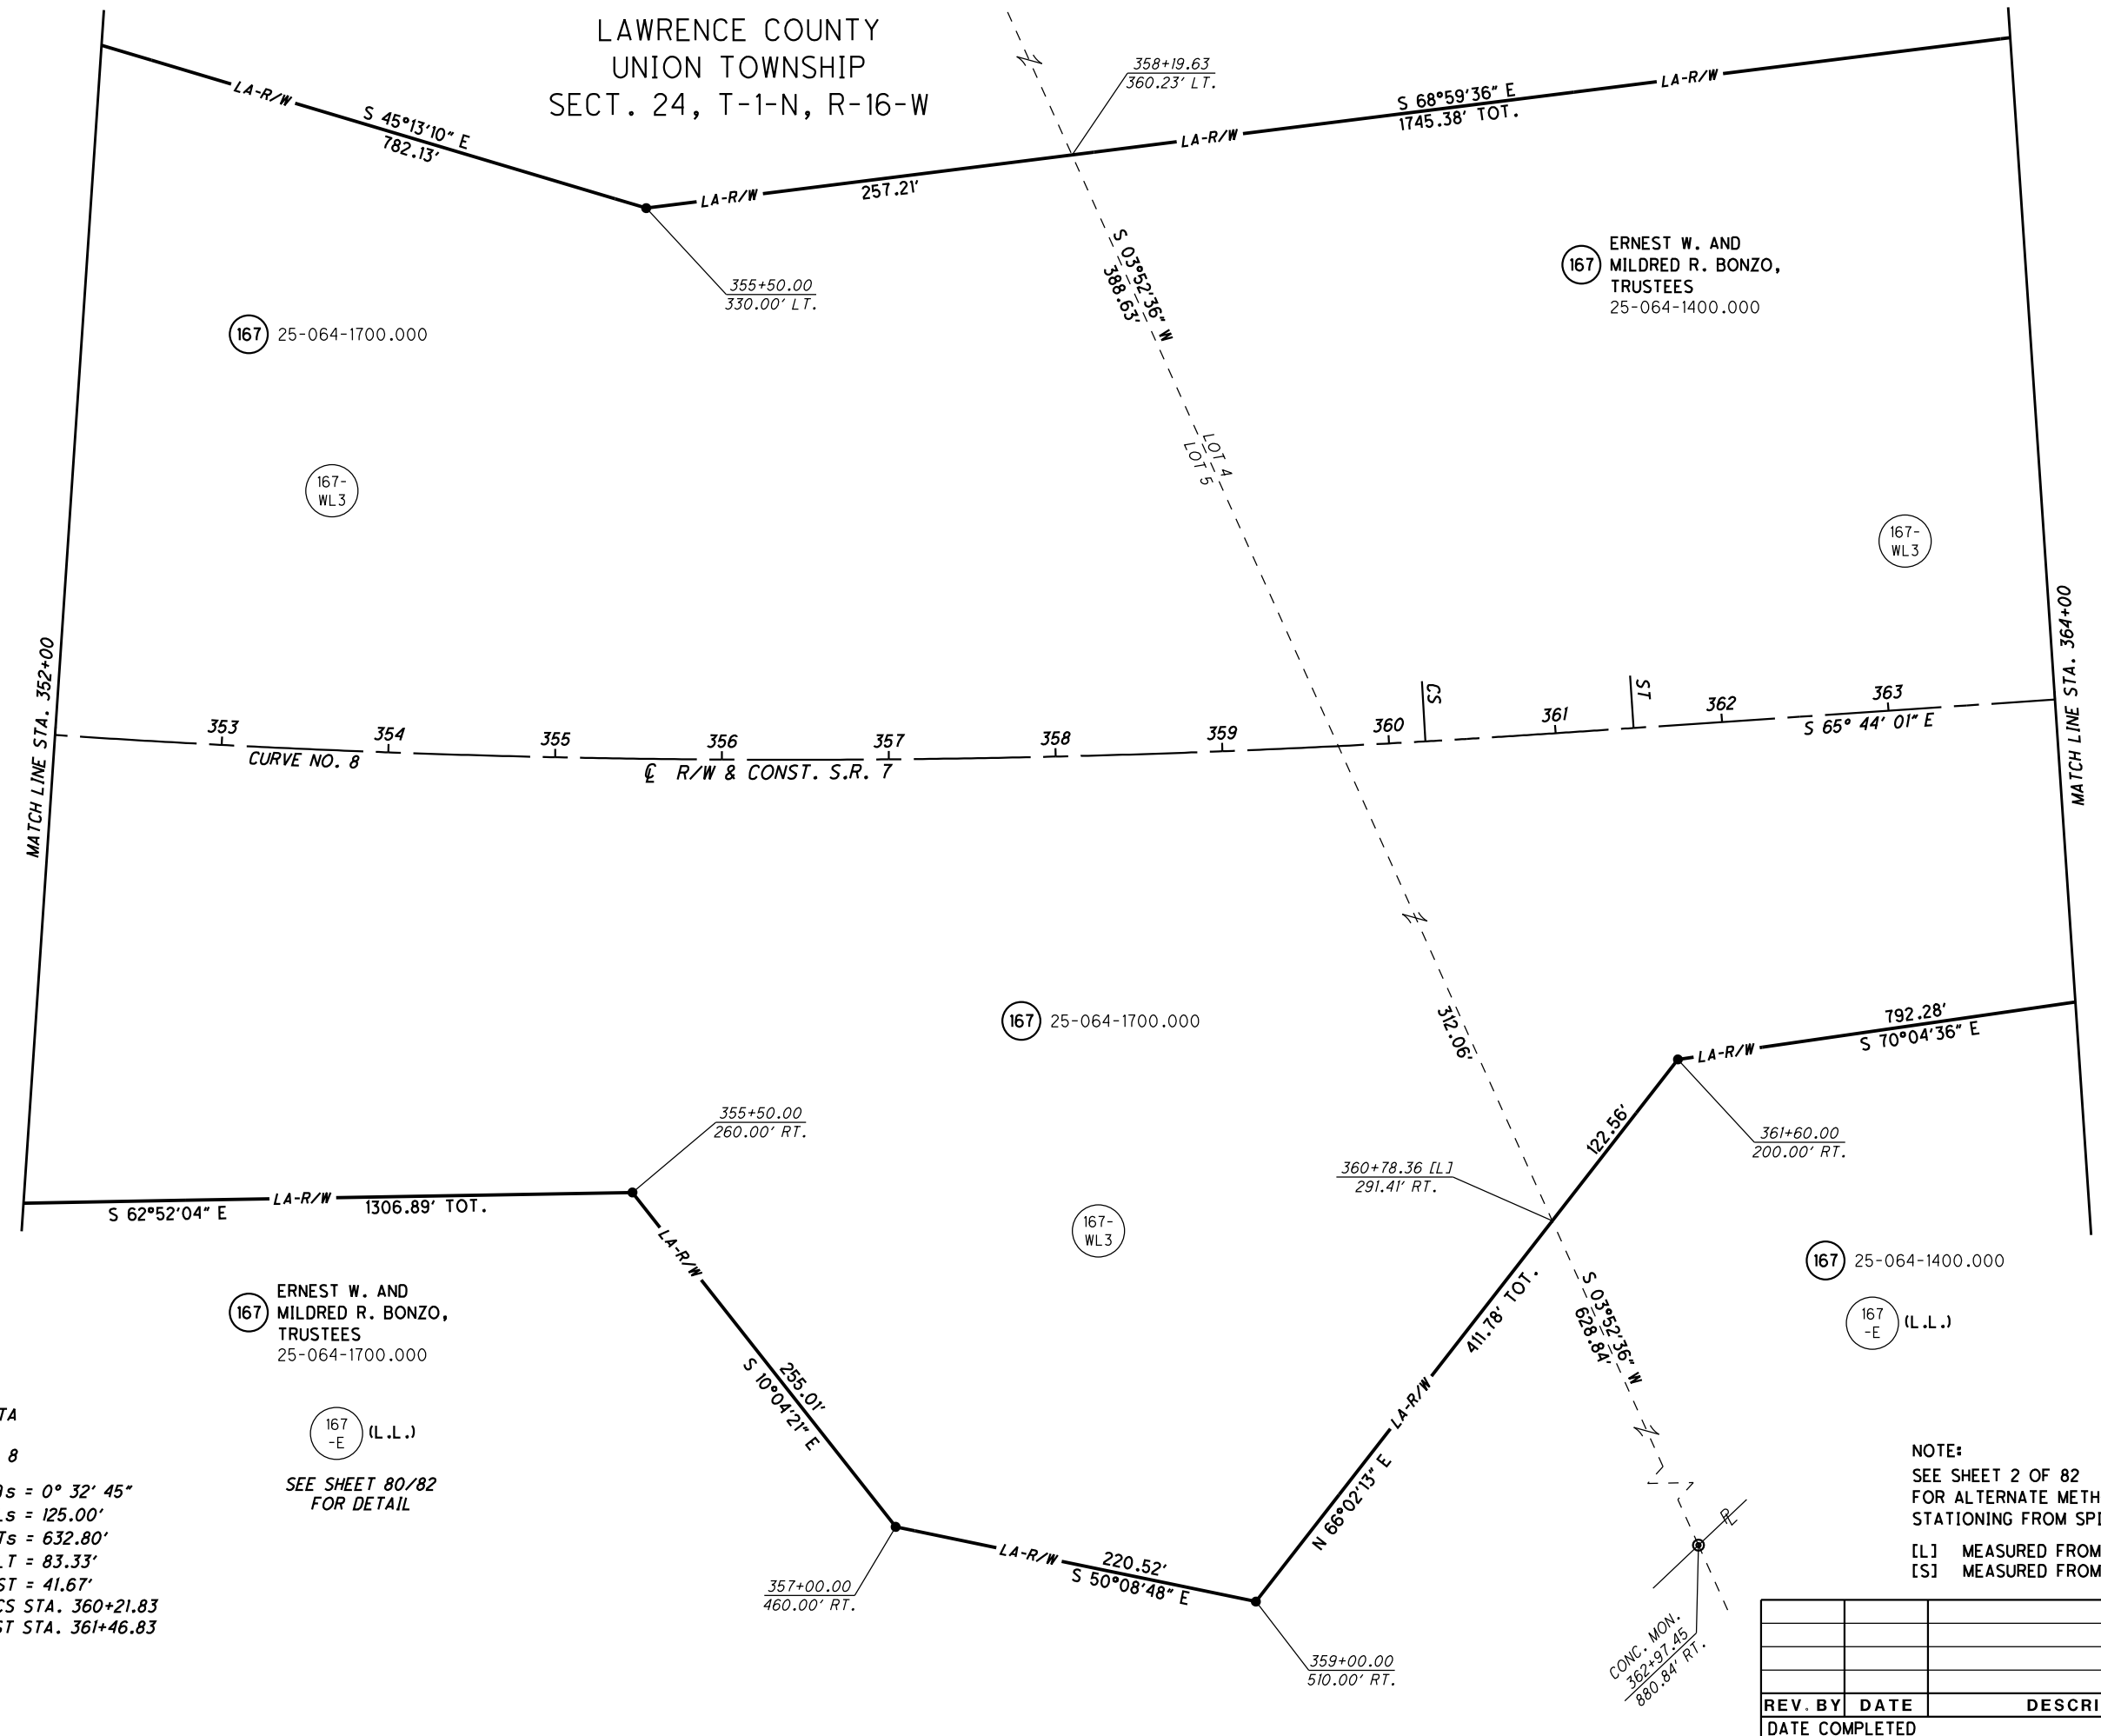 LAWRENCE COUNTY
UNION TOWNSHIP
SECT. 24, T-1-N, R-16-W
358+19.63
360.23' LT.
LA-R/W
S 45°13'10" E
782.13'
LA-R/W
257.21'
LA-R/W
S 68°59'36" E
1745.38' TOT.
LA-R/W
355+50.00
330.00' LT.
S 03°52'36" W
388.63'
167
ERNEST W. AND
MILDRED R. BONZO,
TRUSTEES
25-064-1400.000
167 25-064-1700.000
167-
WL3
LOT 4
LOT 5
167-
WL3
MATCH LINE STA. 352+00
MATCH LINE STA. 364+00
353 354 355 356 357 358 359 360 361 362 363
CS
ST
CURVE NO. 8
℄ R/W & CONST. S.R. 7
S 65° 44' 01" E
167 25-064-1700.000
312.06'
792.28'
LA-R/W
S 70°04'36" E
355+50.00
260.00' RT.
122.56'
361+60.00
200.00' RT.
360+78.36 [L]
291.41' RT.
LA-R/W
S 62°52'04" E
1306.89' TOT.
LA-R/W
167-
WL3
167 25-064-1400.000
167
-E
(L.L.)
167
ERNEST W. AND
MILDRED R. BONZO,
TRUSTEES
25-064-1700.000
411.78' TOT.
S 03°52'36" W
628.84'
255.01'
S 10°04'21" E
LA-R/W
N 66°02'13" E
167
-E
(L.L.)
SEE SHEET 80/82
FOR DETAIL
TA
8
s = 0° 32' 45"
s = 125.00'
Ts = 632.80'
LT = 83.33'
ST = 41.67'
CS STA. 360+21.83
ST STA. 361+46.83
LA-R/W
220.52'
S 50°08'48" E
357+00.00
460.00' RT.
359+00.00
510.00' RT.
PL
CONC. MON.
362+97.45
880.84' RT.
NOTE:
SEE SHEET 2 OF 82
FOR ALTERNATE METH
STATIONING FROM SPI
[L] MEASURED FROM
[S] MEASURED FROM
REV. BY DATE DESCRI
DATE COMPLETED